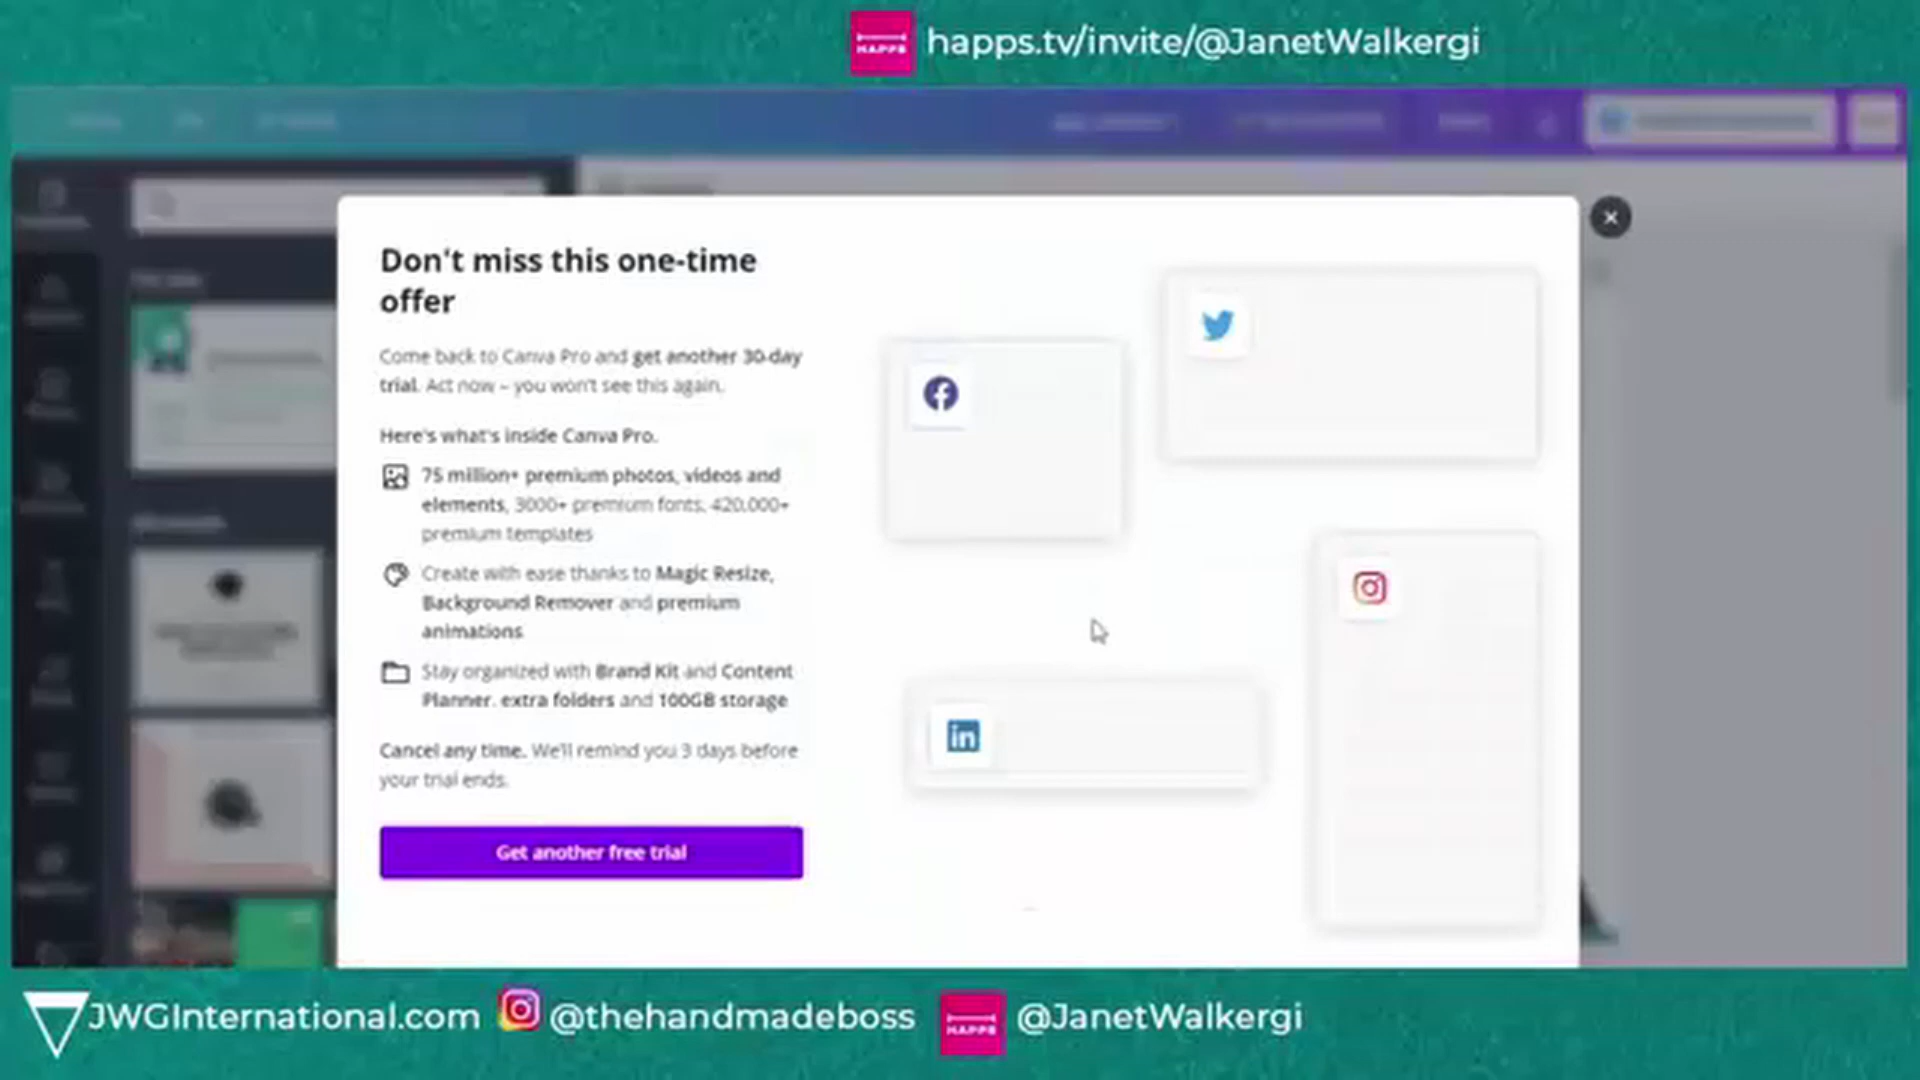 HAPPS happs.tv/invite/@JanetWalkergi
Don't miss this one-time
offer
Come back to Canva Pro and get another 30-day
trial. Act now – you won't see this again.
Here's what's inside Canva Pro.
75 million+ premium photos, videos and
elements, 3000+ premium fonts, 420,000+
premium templates
Create with ease thanks to Magic Resize,
Background Remover and premium
animations
Stay organized with Brand Kit and Content
Planner, extra folders and 100GB storage
Cancel any time. We'll remind you 3 days before
your trial ends.
Get another free trial
in
JWGInternational.com @thehandmadeboss HAPPS @JanetWalkergi